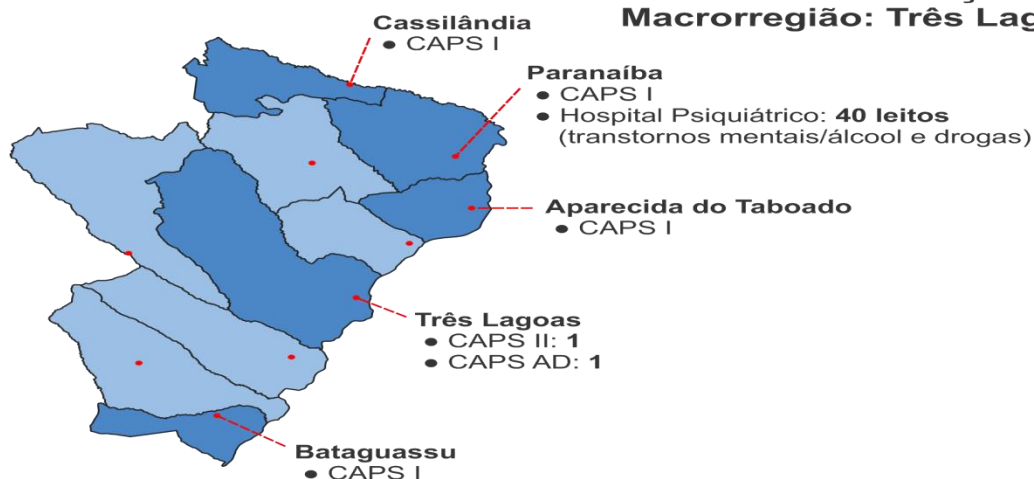 Macrorregião: Três Lag
Cassilândia
● CAPS I
Paranaíba
● CAPS I
● Hospital Psiquiátrico: 40 leitos
(transtornos mentais/álcool e drogas)
Aparecida do Taboado
● CAPS I
Três Lagoas
● CAPS II: 1
● CAPS AD: 1
Bataguassu
● CAPS I